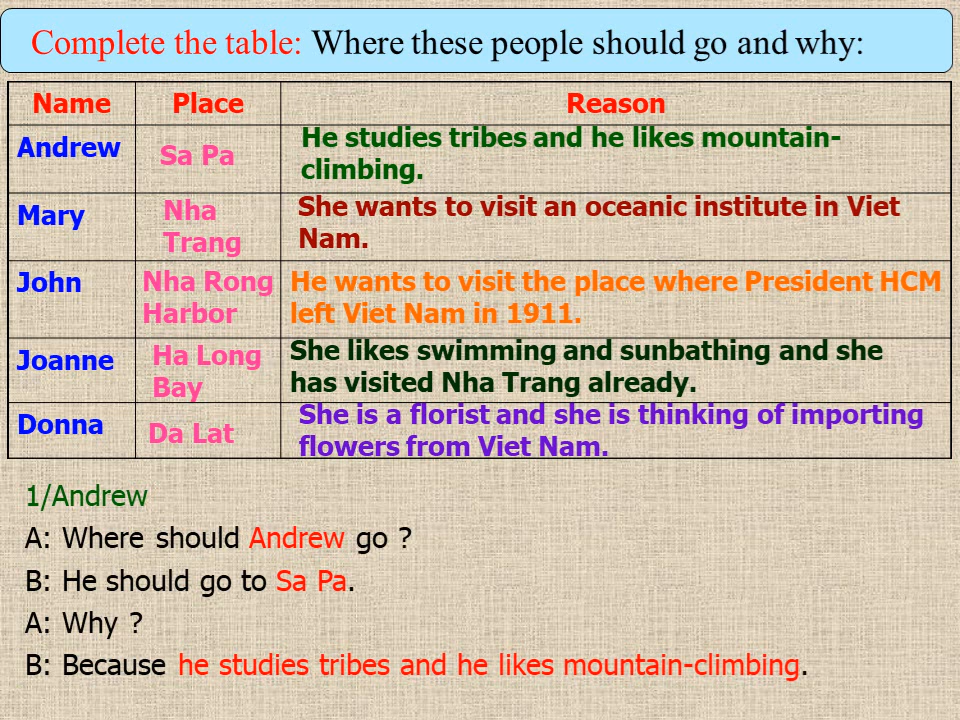 Complete the table: Where these people should go and why:
Name Place Reason
Andrew Sa Pa He studies tribes and he likes mountain-
climbing.
Mary Nha She wants to visit an oceanic institute in Viet
Trang Nam.
John Nha Rong He wants to visit the place where President HCM
Harbor left Viet Nam in 1911.
Joanne Ha Long She likes swimming and sunbathing and she
Bay has visited Nha Trang already.
Donna Da Lat She is a florist and she is thinking of importing
flowers from Viet Nam.
1/Andrew
A: Where should Andrew go ?
B: He should go to Sa Pa.
A: Why ?
B: Because he studies tribes and he likes mountain-climbing.